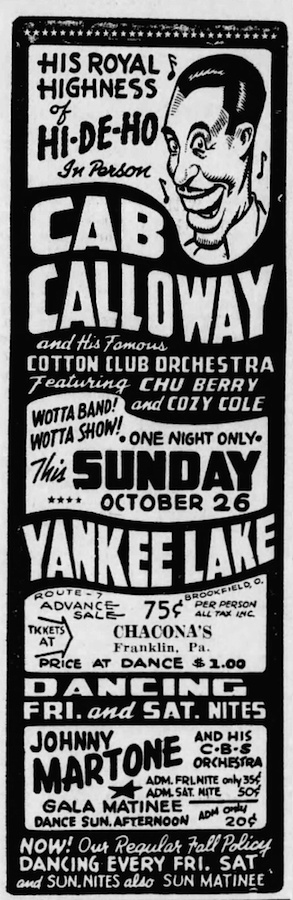 HIS ROYAL
HIGHNESS
of
HI-DE-HO
In Person
CAB
CALLOWAY
and His Famous
COTTON CLUB ORCHESTRA
Featuring CHU BERRY
and COZY COLE
WOTTA BAND!
WOTTA SHOW!
• ONE NIGHT ONLY•
This SUNDAY
**** OCTOBER 26
YANKEE LAKE
ROUTE - 7
BROOKFIELD, O.
ADVANCE SALE 75¢ PER PERSON
ALL TAX INC.
TICKETS AT
CHACONA'S
Franklin, Pa.
PRICE AT DANCE $1.00
DANCING
FRI. and SAT. NITES
JOHNNY
MARTONE
AND HIS
C•B•S
ORCHESTRA
ADM. FRI. NITE only 35¢
ADM. SAT. NITE 50¢
GALA MATINEE
DANCE SUN. AFTERNOON
ADM only 20¢
NOW! Our Regular Fall Policy
DANCING EVERY FRI. SAT
and SUN. NITES also SUN MATINEE